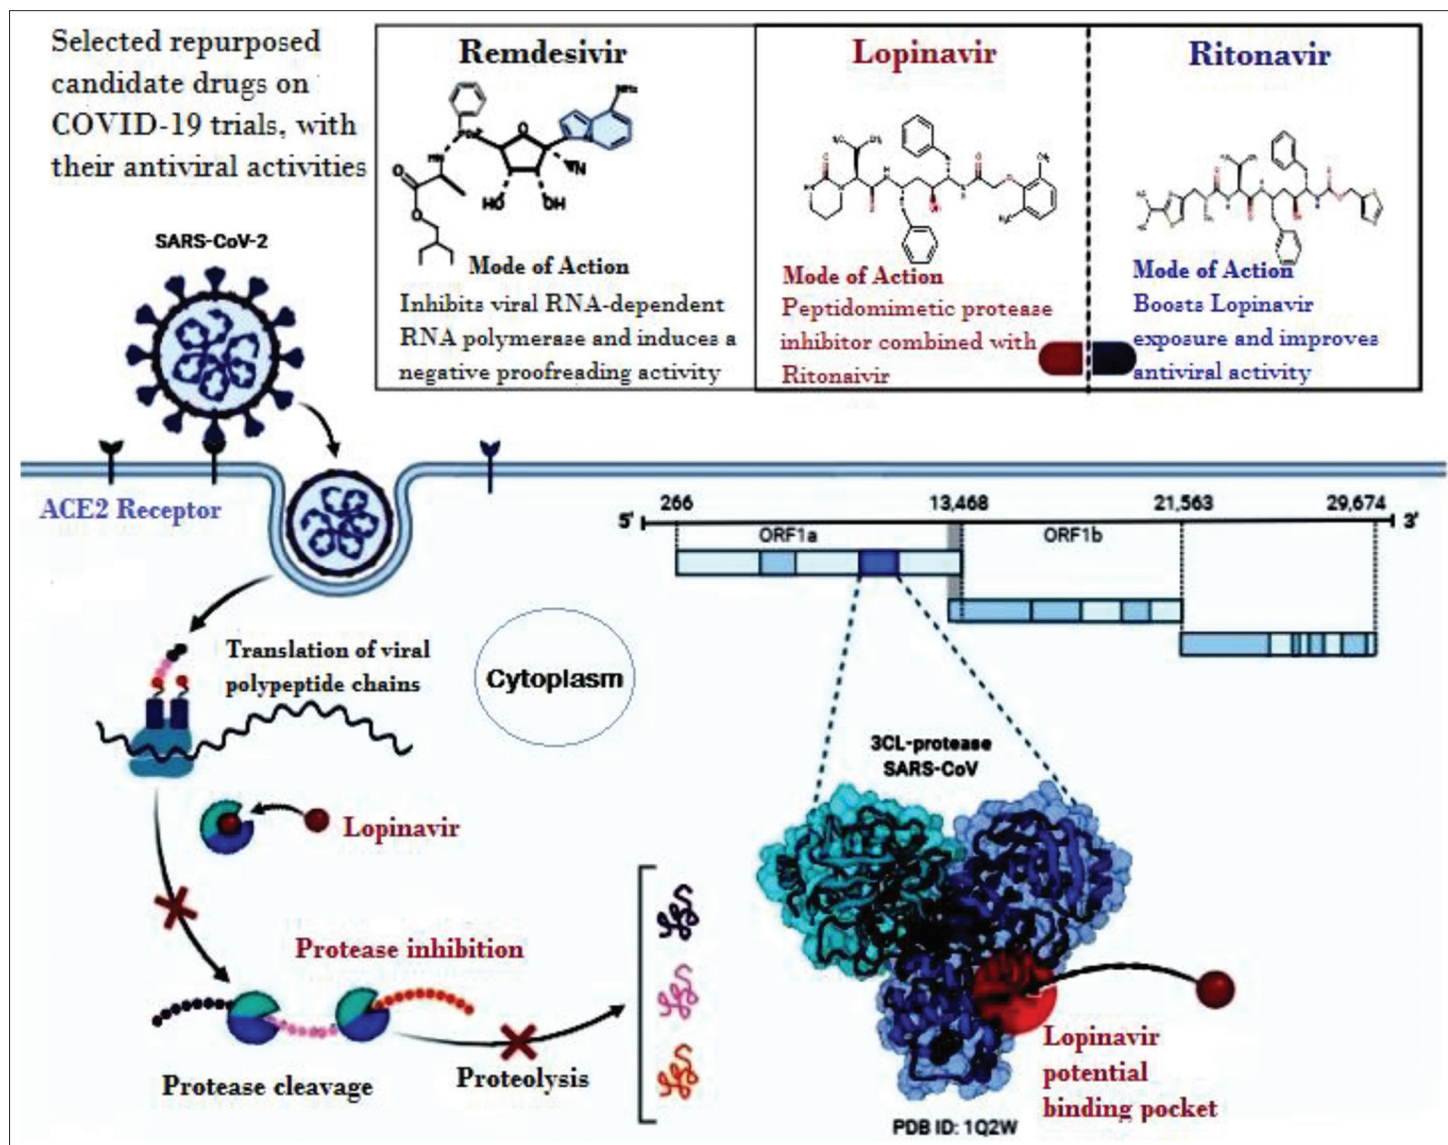 Selected repurposed
candidate drugs on
COVID-19 trials, with
their antiviral activities
Remdesivir
Mode of Action
Inhibits viral RNA-dependent
RNA polymerase and induces a
negative proofreading activity
Lopinavir
Mode of Action
Peptidomimetic protease
inhibitor combined with
Ritonaivir
Ritonavir
Mode of Action
Boosts Lopinavir
exposure and improves
antiviral activity
NH₂
O
HN
N
O
O
HO
OH
SARS-CoV-2
ACE2 Receptor
266
13,468
21,563
29,674
5'
3'
ORF1a
ORF1b
Translation of viral
polypeptide chains
Cytoplasm
3CL-protease
SARS-CoV
Lopinavir
Protease inhibition
Protease cleavage
Proteolysis
Lopinavir
potential
binding pocket
PDB ID: 1Q2W